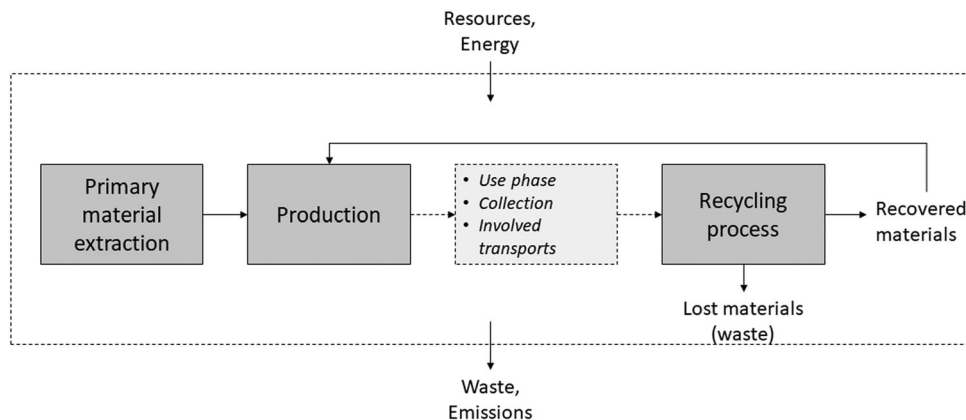 Resources,
Energy
Primary
material
extraction
Production
• Use phase
• Collection
• Involved
transports
Recycling
process
Recovered
materials
Lost materials
(waste)
Waste,
Emissions